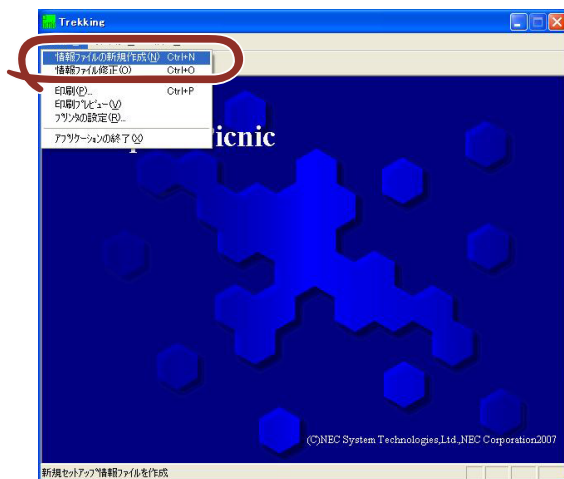 Trekking
情報ファイルの新規作成(N) Ctrl+N
情報ファイル修正(O) Ctrl+O
印刷(P)... Ctrl+P
印刷プレビュー(V)
プリンタの設定(R)...
アプリケーションの終了(X)
icnic
(C)NEC System Technologies,Ltd.,NEC Corporation2007
新規セットアップ情報ファイルを作成